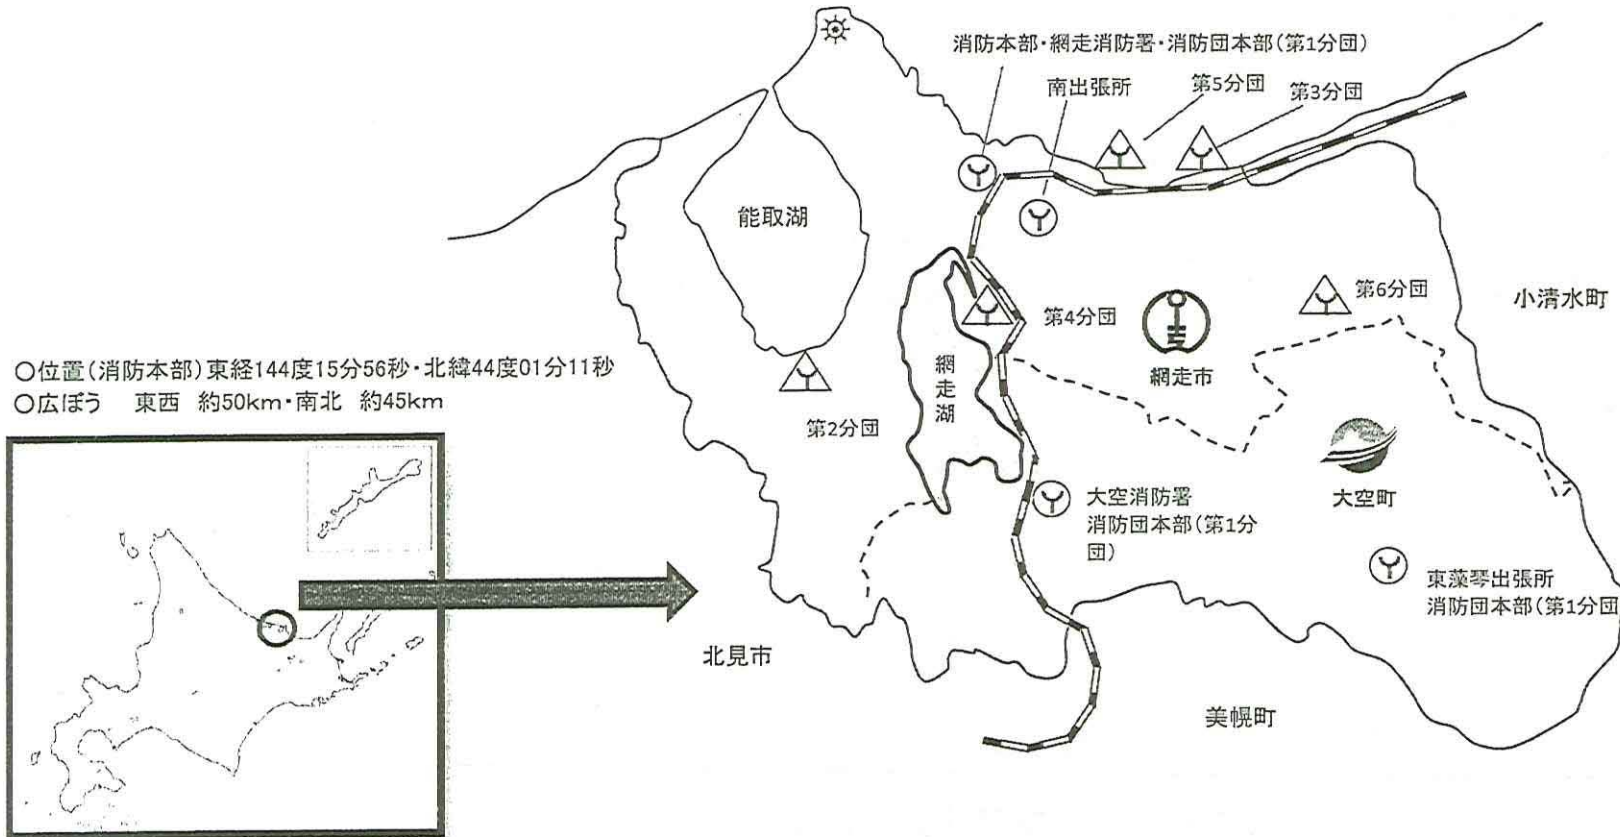 消防本部・網走消防署・消防団本部(第1分団)
南出張所
第5分団
第3分団
能取湖
第6分団
小清水町
第4分団
網走市
網走湖
○位置(消防本部)東経144度15分56秒・北緯44度01分11秒
○広ぼう 東西 約50km・南北 約45km
第2分団
大空町
大空消防署
消防団本部(第1分
団)
東藻琴出張所
消防団本部(第1分団
北見市
美幌町